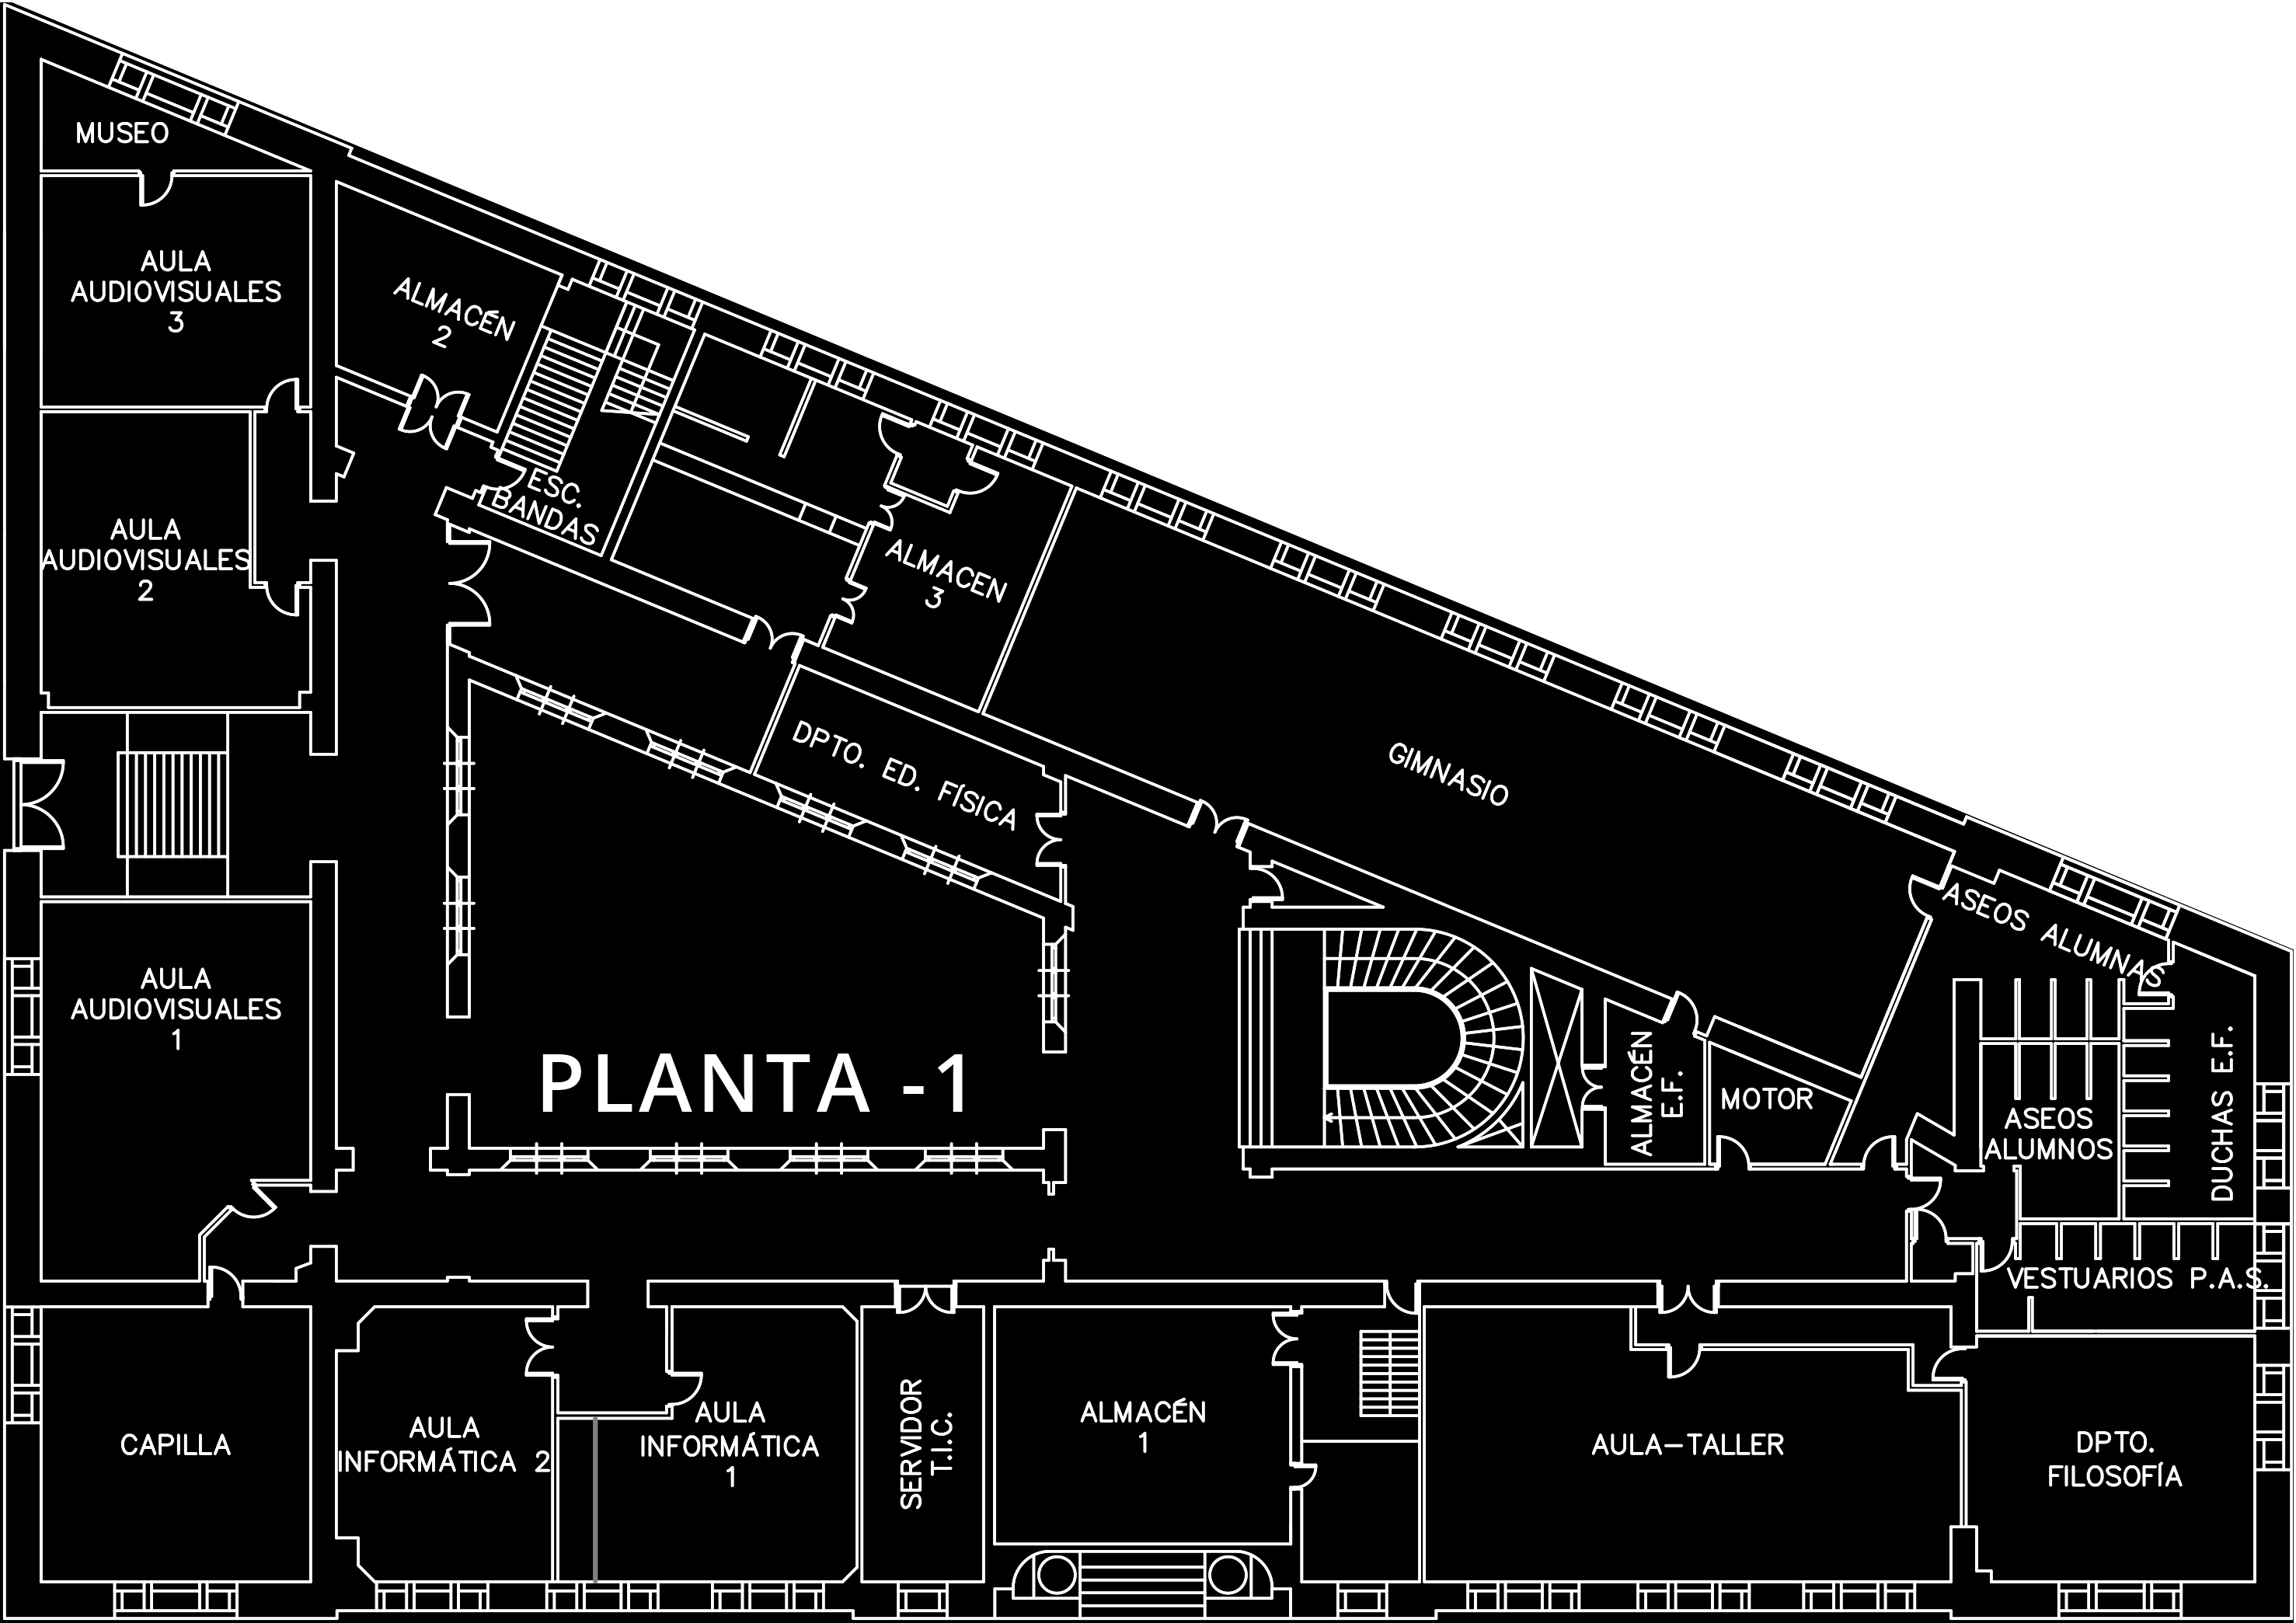 MUSEO
AULA
AUDIOVISUALES
3
ALMACÉN
2
AULA
AUDIOVISUALES
2
ESC.
BANDAS
ALMACEN
3
DPTO. ED. FÍSICA
GIMNASIO
ASEOS ALUMNAS
AULA
AUDIOVISUALES
1
PLANTA -1
ALMACÉN
E.F.
MOTOR
ASEOS
ALUMNOS
DUCHAS E.F.
VESTUARIOS P.A.S.
CAPILLA
AULA
INFORMÁTICA 2
AULA
INFORMÁTICA
1
SERVIDOR
T.I.C.
ALMACÉN
1
AULA-TALLER
DPTO.
FILOSOFÍA